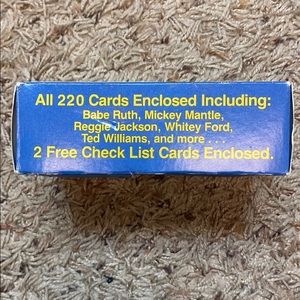 All 220 Cards Enclosed Including:
Babe Ruth, Mickey Mantle,
Reggie Jackson, Whitey Ford,
Ted Williams, and more . . .
2 Free Check List Cards Enclosed.